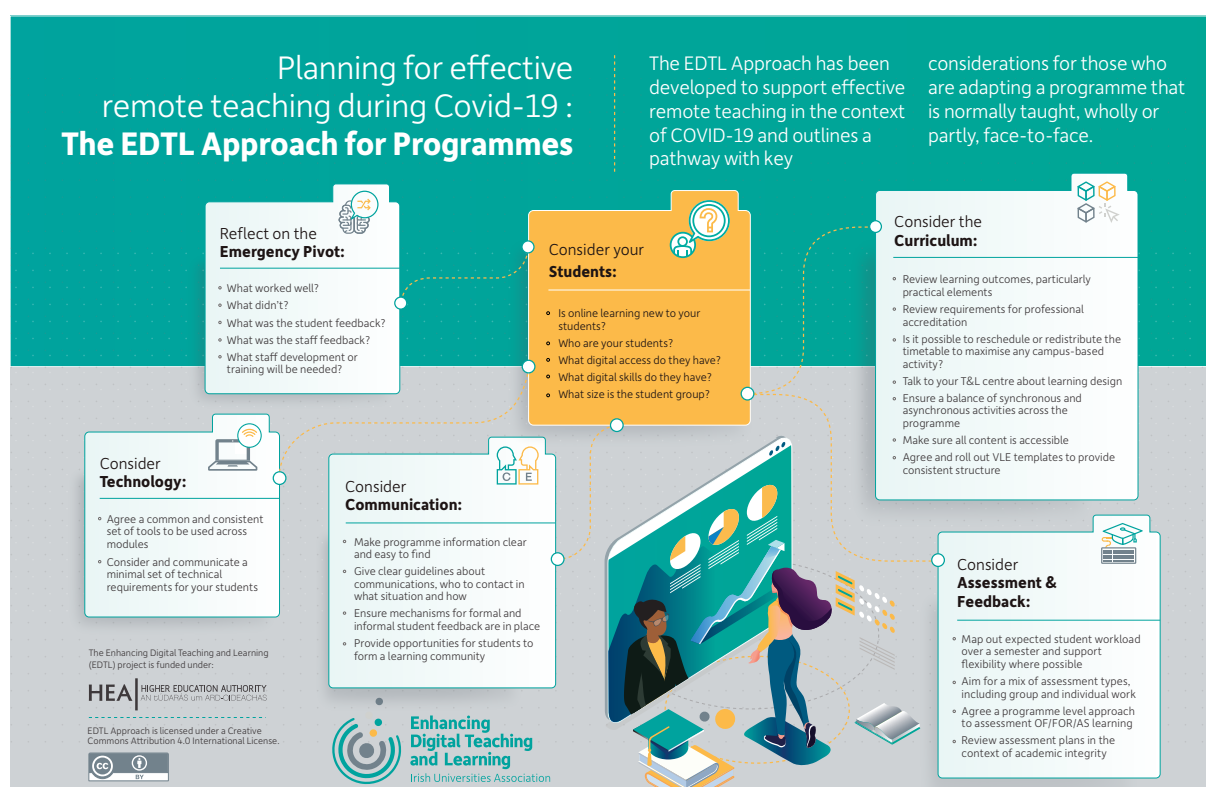 Planning for effective
remote teaching during Covid-19 :
The EDTL Approach for Programmes
The EDTL Approach has been
developed to support effective
remote teaching in the context
of COVID-19 and outlines a
pathway with key
considerations for those who
are adapting a programme that
is normally taught, wholly or
partly, face-to-face.
Reflect on the
Emergency Pivot:
What worked well?
What didn't?
What was the student feedback?
What was the staff feedback?
What staff development or
training will be needed?
Consider your
Students:
Is online learning new to your
students?
Who are your students?
What digital access do they have?
What digital skills do they have?
What size is the student group?
Consider the
Curriculum:
Review learning outcomes, particularly
practical elements
Review requirements for professional
accreditation
Is it possible to reschedule or redistribute the
timetable to maximise any campus-based
activity?
Talk to your T&L centre about learning design
Ensure a balance of synchronous and
asynchronous activities across the
programme
Make sure all content is accessible
Agree and roll out VLE templates to provide
consistent structure
Consider
Technology:
Agree a common and consistent
set of tools to be used across
modules
Consider and communicate a
minimal set of technical
requirements for your students
C E
Consider
Communication:
Make programme information clear
and easy to find
Give clear guidelines about
communications, who to contact in
what situation and how
Ensure mechanisms for formal and
informal student feedback are in place
Provide opportunities for students to
form a learning community
Consider
Assessment &
Feedback:
Map out expected student workload
over a semester and support
flexibility where possible
Aim for a mix of assessment types,
including group and individual work
Agree a programme level approach
to assessment OF/FOR/AS learning
Review assessment plans in the
context of academic integrity
The Enhancing Digital Teaching and Learning
(EDTL) project is funded under:
HEA HIGHER EDUCATION AUTHORITY
AN tÚDARÁS um ARD-OIDEACHAS
EDTL Approach is licensed under a Creative
Commons Attribution 4.0 International License.
cc
BY
Enhancing
Digital Teaching
and Learning
Irish Universities Association